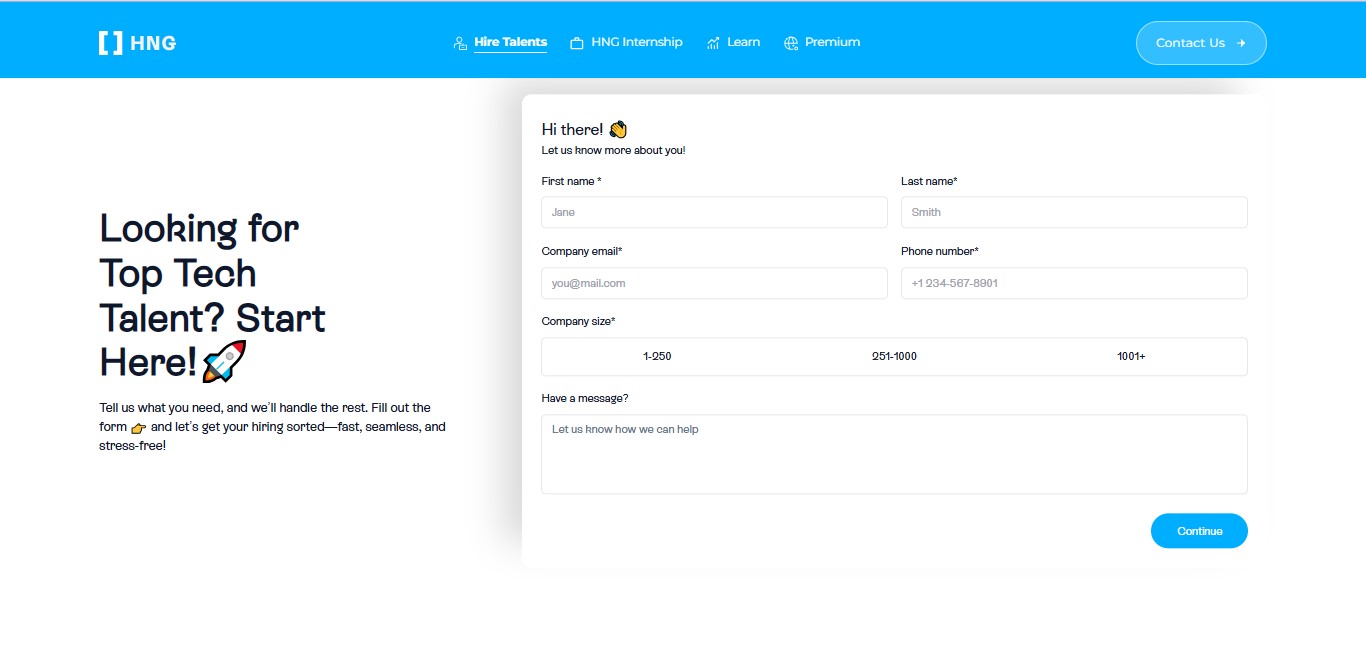 [ ] HNG
Hire Talents
HNG Internship
Learn
Premium
Contact Us →
Looking for
Top Tech
Talent? Start
Here!🚀
Tell us what you need, and we'll handle the rest. Fill out the
form 👉 and let's get your hiring sorted—fast, seamless, and
stress-free!
Hi there! 👏
Let us know more about you!
First name *
Last name*
Jane
Smith
Company email*
Phone number*
you@mail.com
+1 234-567-8901
Company size*
1-250
251-1000
1001+
Have a message?
Let us know how we can help
Continue